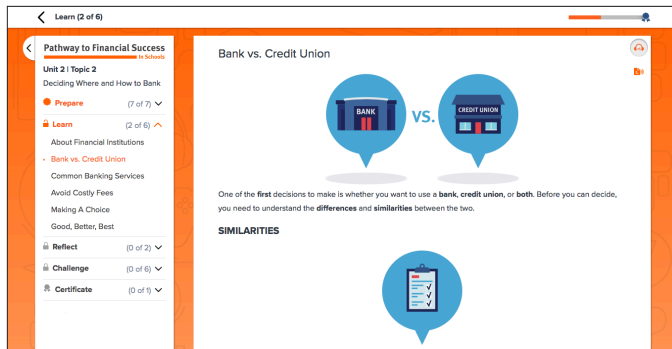 Learn (2 of 6)
Pathway to Financial Success
In Schools
Unit 2 | Topic 2
Deciding Where and How to Bank
Prepare (7 of 7)
Learn (2 of 6)
About Financial Institutions
Bank vs. Credit Union
Common Banking Services
Avoid Costly Fees
Making A Choice
Good, Better, Best
Reflect (0 of 2)
Challenge (0 of 6)
Certificate (0 of 1)
Bank vs. Credit Union
BANK
VS.
CREDIT UNION
One of the first decisions to make is whether you want to use a bank, credit union, or both. Before you can decide,
you need to understand the differences and similarities between the two.
SIMILARITIES